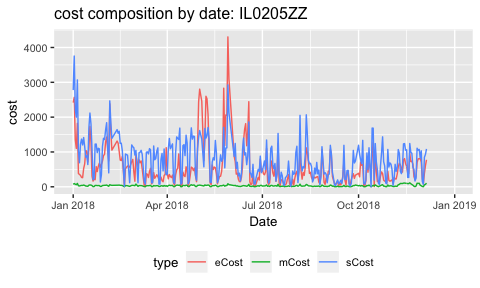 cost composition by date: IL0205ZZ
cost
4000
3000
2000
1000
0
Jan 2018 Apr 2018 Jul 2018 Oct 2018 Jan 2019
Date
type eCost mCost sCost